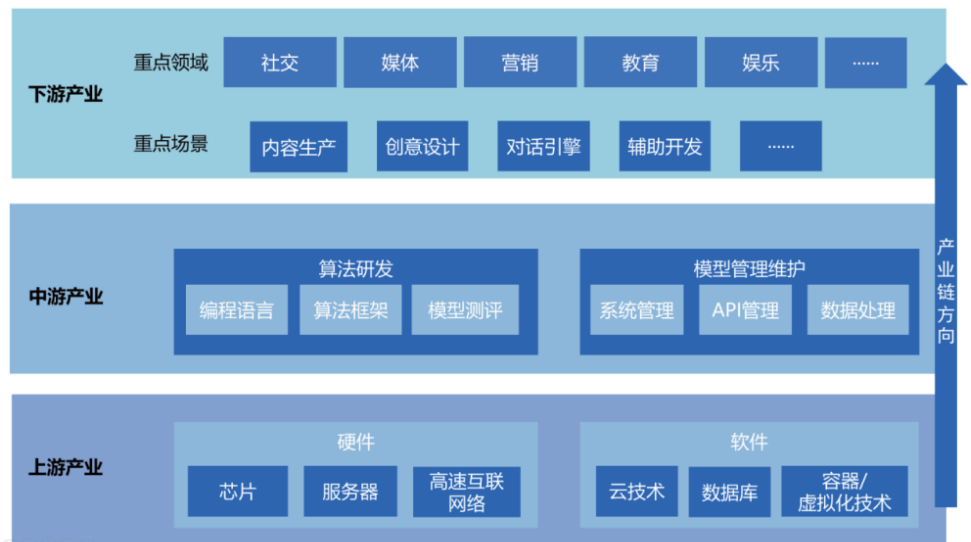 重点领域
社交
媒体
营销
教育
娱乐
······
下游产业
重点场景
内容生产
创意设计
对话引擎
辅助开发
······
中游产业
算法研发
编程语言
算法框架
模型测评
模型管理维护
系统管理
API管理
数据处理
上游产业
硬件
芯片
服务器
高速互联
网络
软件
云技术
数据库
容器/
虚拟化技术
产业链方向